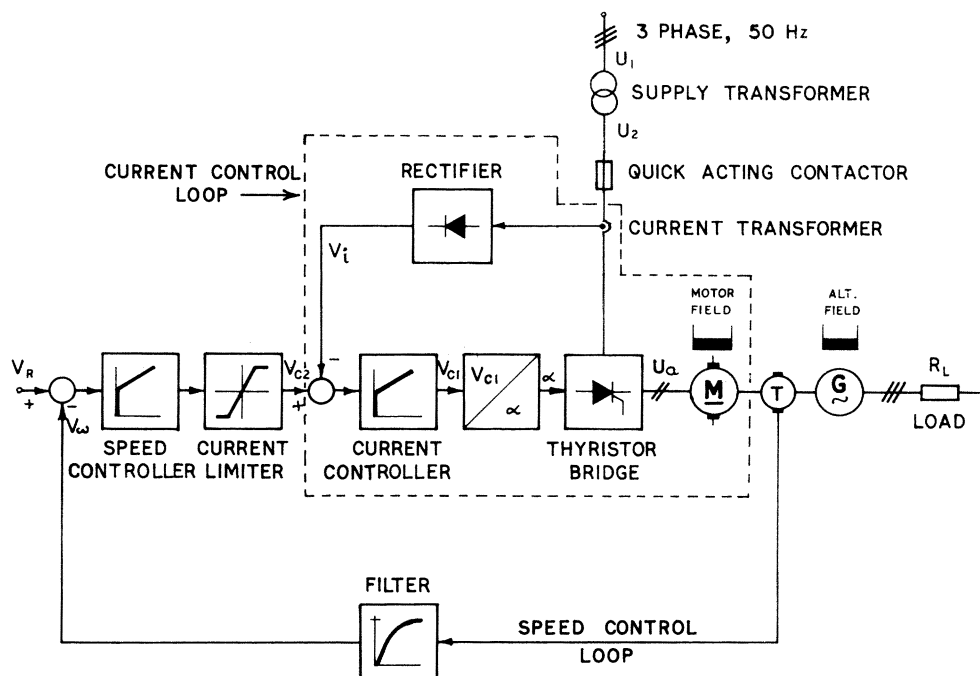 3 PHASE, 50 Hz
U1
SUPPLY TRANSFORMER
U2
CURRENT CONTROL
LOOP
RECTIFIER
QUICK ACTING CONTACTOR
CURRENT TRANSFORMER
Vi
MOTOR
FIELD
ALT.
FIELD
VR
+
-
Vω
SPEED
CONTROLLER
CURRENT
LIMITER
VC2
+
-
CURRENT
CONTROLLER
VC1
VC1
α
α
THYRISTOR
BRIDGE
Ua
M
T
G
~
RL
LOAD
FILTER
+
SPEED CONTROL
LOOP